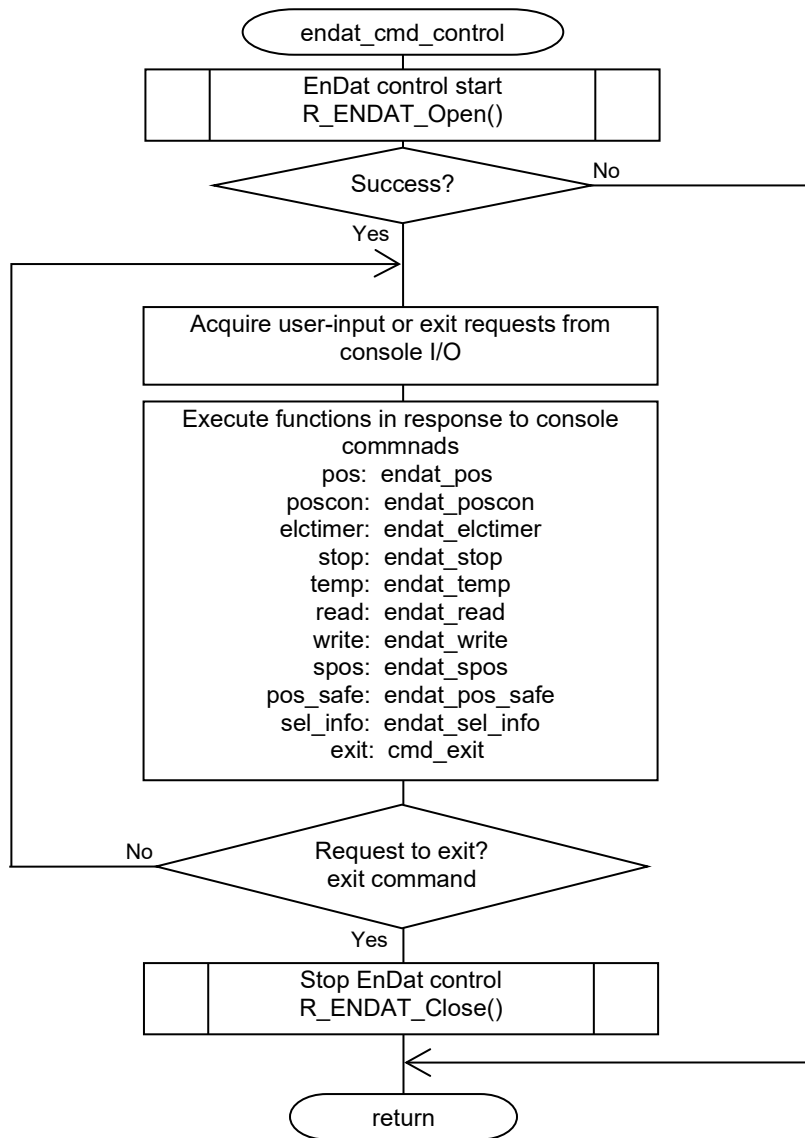 endat_cmd_control
EnDat control start
R_ENDAT_Open()
Success?
No
Yes
Acquire user-input or exit requests from
console I/O
Execute functions in response to console
commnads
pos: endat_pos
poscon: endat_poscon
elctimer: endat_elctimer
stop: endat_stop
temp: endat_temp
read: endat_read
write: endat_write
spos: endat_spos
pos_safe: endat_pos_safe
sel_info: endat_sel_info
exit: cmd_exit
No
Request to exit?
exit command
Yes
Stop EnDat control
R_ENDAT_Close()
return